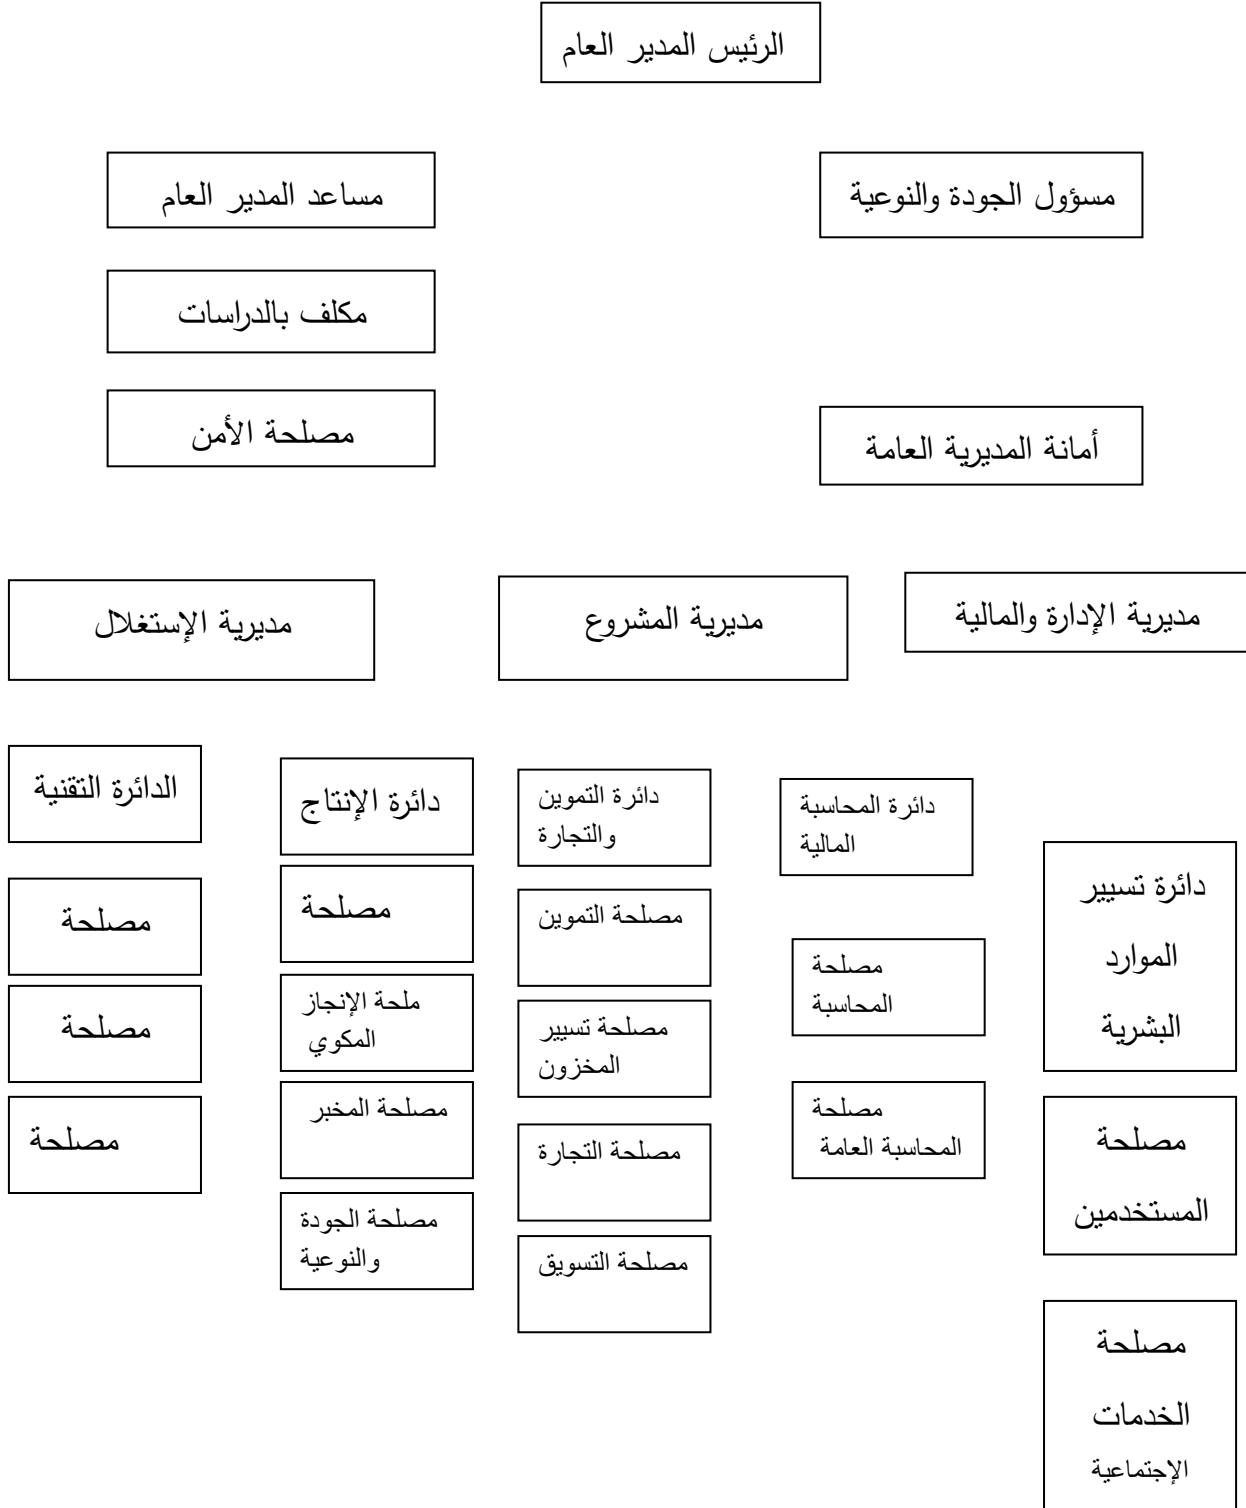 الرئيس المدير العام
مسؤول الجودة والنوعية
مساعد المدير العام
مكلف بالدراسات
مصلحة الأمن
أمانة المديرية العامة
مديرية الإدارة والمالية
مديرية المشروع
مديرية الإستغلال
دائرة تسيير
الموارد
البشرية
مصلحة
المستخدمين
مصلحة
الخدمات
الإجتماعية
دائرة المحاسبة
المالية
مصلحة
المحاسبة
مصلحة
المحاسبة العامة
دائرة التموين
والتجارة
مصلحة التموين
مصلحة تسيير
المخزون
مصلحة التجارة
مصلحة التسويق
دائرة الإنتاج
مصلحة
ملحة الإنجاز
المكوي
مصلحة المخبر
مصلحة الجودة
والنوعية
الدائرة التقنية
مصلحة
مصلحة
مصلحة